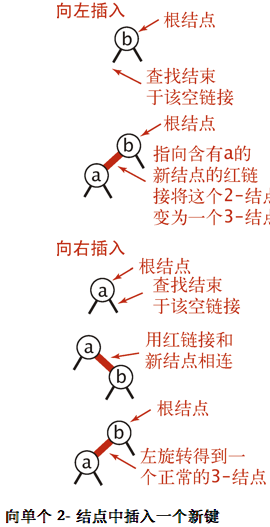 向左插入
根结点
b
查找结束
于该空链接
根结点
b
指向含有a的
a
新结点的红链
接将这个2-结点
变为一个3-结点
向右插入
根结点
a
查找结束
于该空链接
a
用红链接和
新结点相连
b
根结点
b
左旋转得到一
a
个正常的3-结点
向单个 2- 结点中插入一个新键